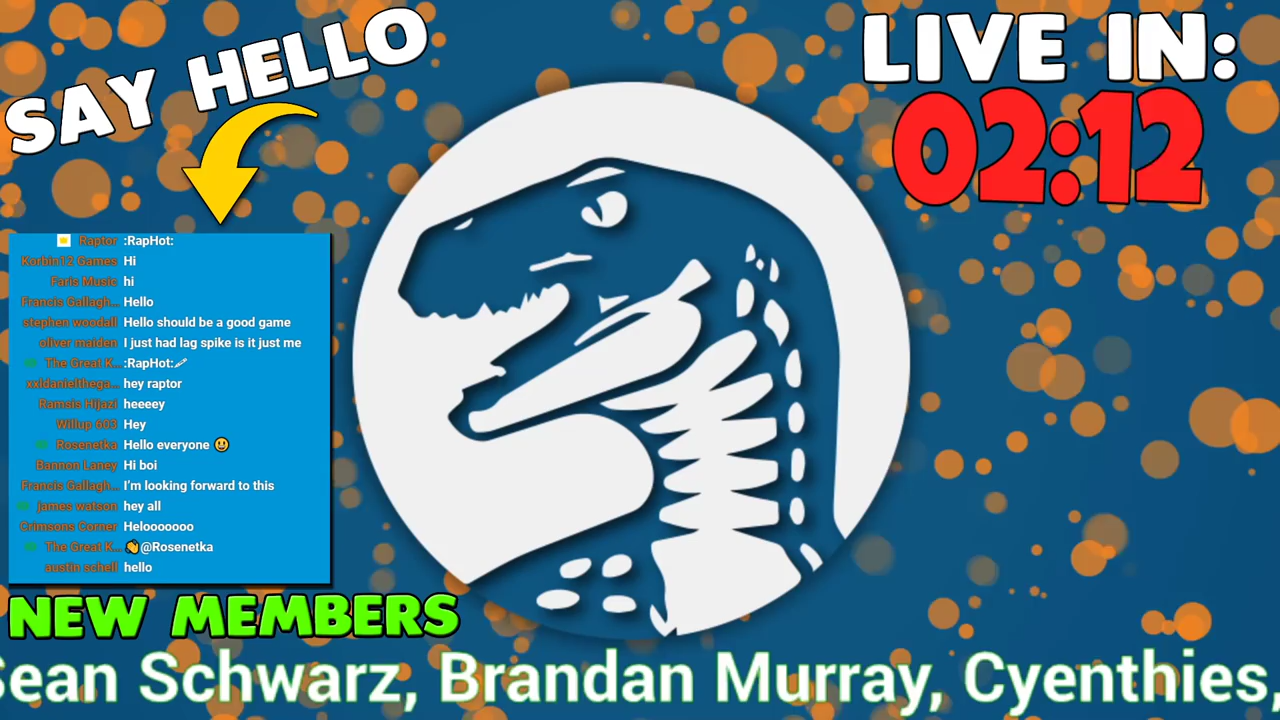 SAY HELLO
LIVE IN:
02:12
Raptor :RapHot:
Korbin12 Games Hi
Faris Music hi
Francis Gallagh... Hello
stephen woodall Hello should be a good game
oliver maiden I just had lag spike is it just me
The Great K... :RapHot:
xxidanielthega... hey raptor
Ramsis Hijazi heeeey
Willup 603 Hey
Rosenetka Hello everyone 😀
Bannon Laney Hi boi
Francis Gallagh... I'm looking forward to this
james watson hey all
Crimsons Corner Helooooooo
The Great K... 👏@Rosenetka
austin schell hello
NEW MEMBERS
Sean Schwarz, Brandan Murray, Cyenthies,